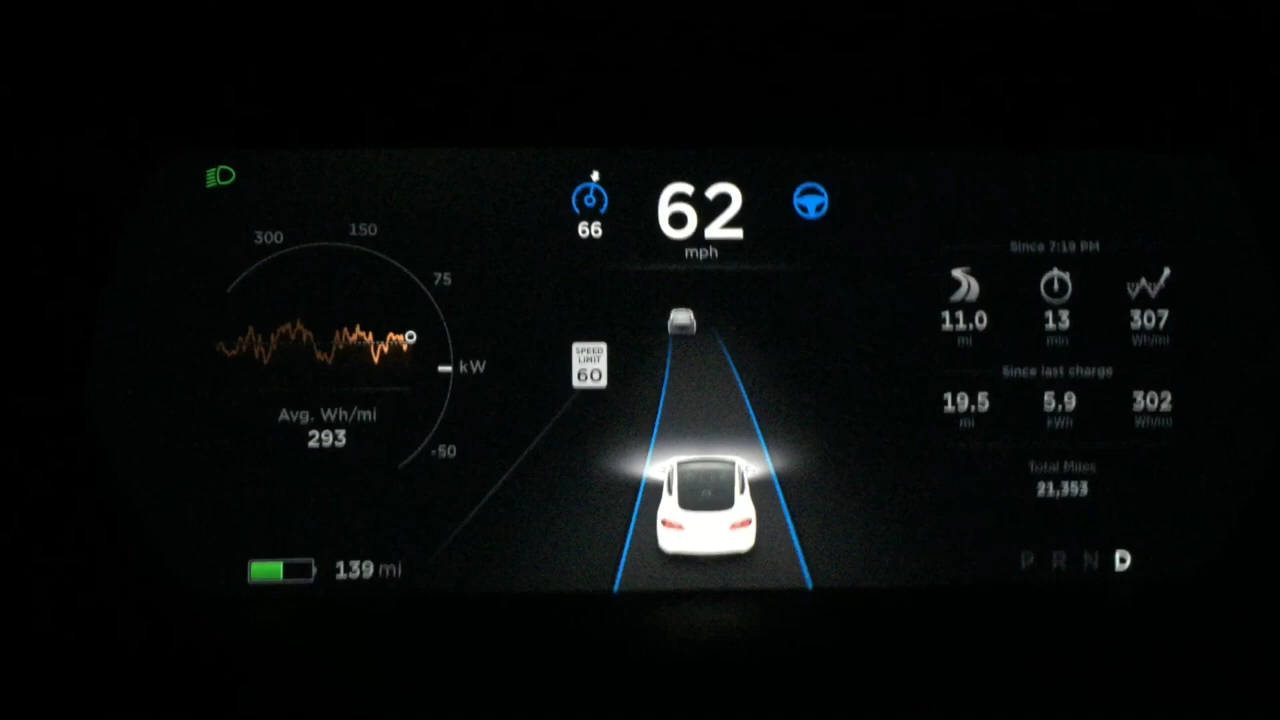 62
66
mph
300
150
75
kW
-50
Avg. Wh/mi
293
139 mi
SPEED
LIMIT
60
Since 7:19 PM
11.0 13 307
mi min Wh/mi
Since last charge
19.5 5.9 302
mi kWh Wh/mi
Total Miles
21,353
P R N D